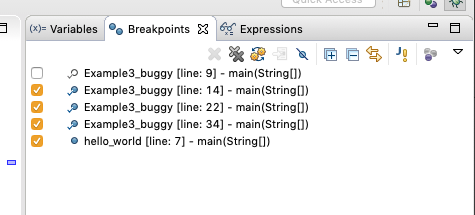 Quick Access
(x)= Variables Breakpoints Expressions
J!
Example3_buggy [line: 9] - main(String[])
Example3_buggy [line: 14] - main(String[])
Example3_buggy [line: 22] - main(String[])
Example3_buggy [line: 34] - main(String[])
hello_world [line: 7] - main(String[])